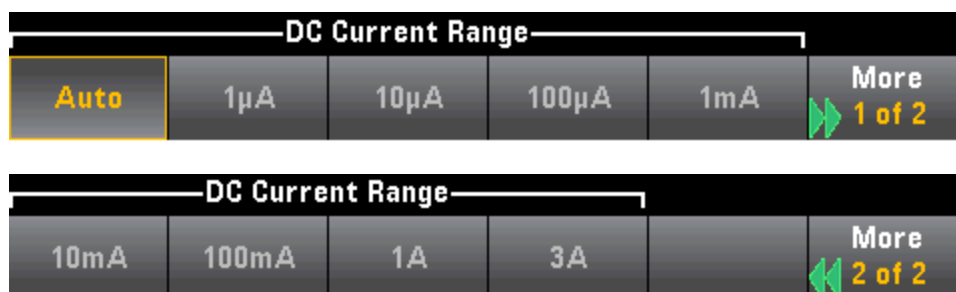 DC Current Range
Auto 1µA 10µA 100µA 1mA More 1 of 2
DC Current Range
10mA 100mA 1A 3A More 2 of 2